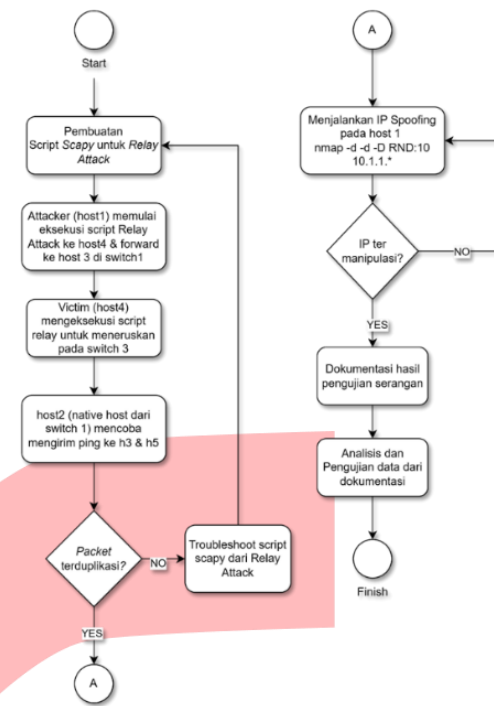 Start
Pembuatan
Script Scapy untuk Relay
Attack
Attacker (host1) memulai
eksekusi script Relay
Attack ke host4 & forward
ke host 3 di switch1
Victim (host4)
mengeksekusi script
relay untuk meneruskan
pada switch 3
host2 (native host dari
switch 1) mencoba
mengirim ping ke h3 & h5
Packet
terduplikasi?
NO
Troubleshoot script
scapy dari Relay
Attack
YES
A
A
Menjalankan IP Spoofing
pada host 1
nmap -d -d -D RND:10
10.1.1.*
IP ter
manipulasi?
NO
YES
Dokumentasi hasil
pengujian serangan
Analisis dan
Pengujian data dari
dokumentasi
Finish